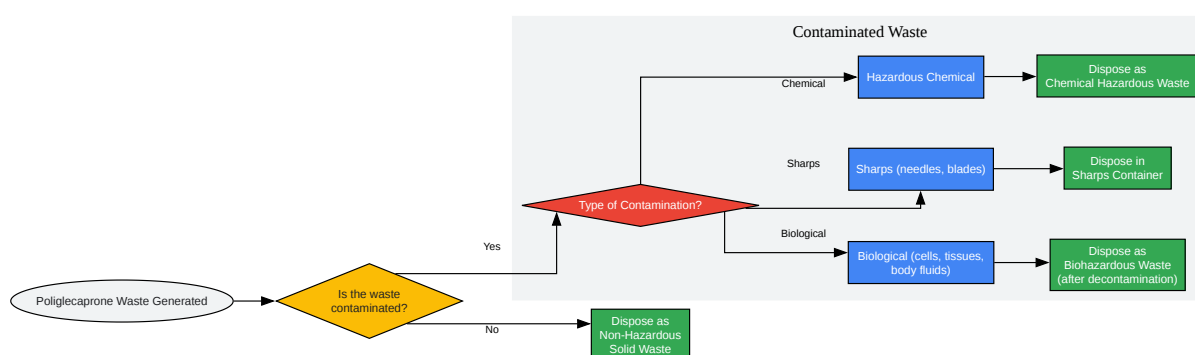 Contaminated Waste
Chemical
Hazardous Chemical
Dispose as
Chemical Hazardous Waste
Sharps
Sharps (needles, blades)
Dispose in
Sharps Container
Type of Contamination?
Biological
Biological (cells, tissues,
body fluids)
Dispose as
Biohazardous Waste
(after decontamination)
Yes
Poliglecaprone Waste Generated
Is the waste
contaminated?
No
Dispose as
Non-Hazardous
Solid Waste